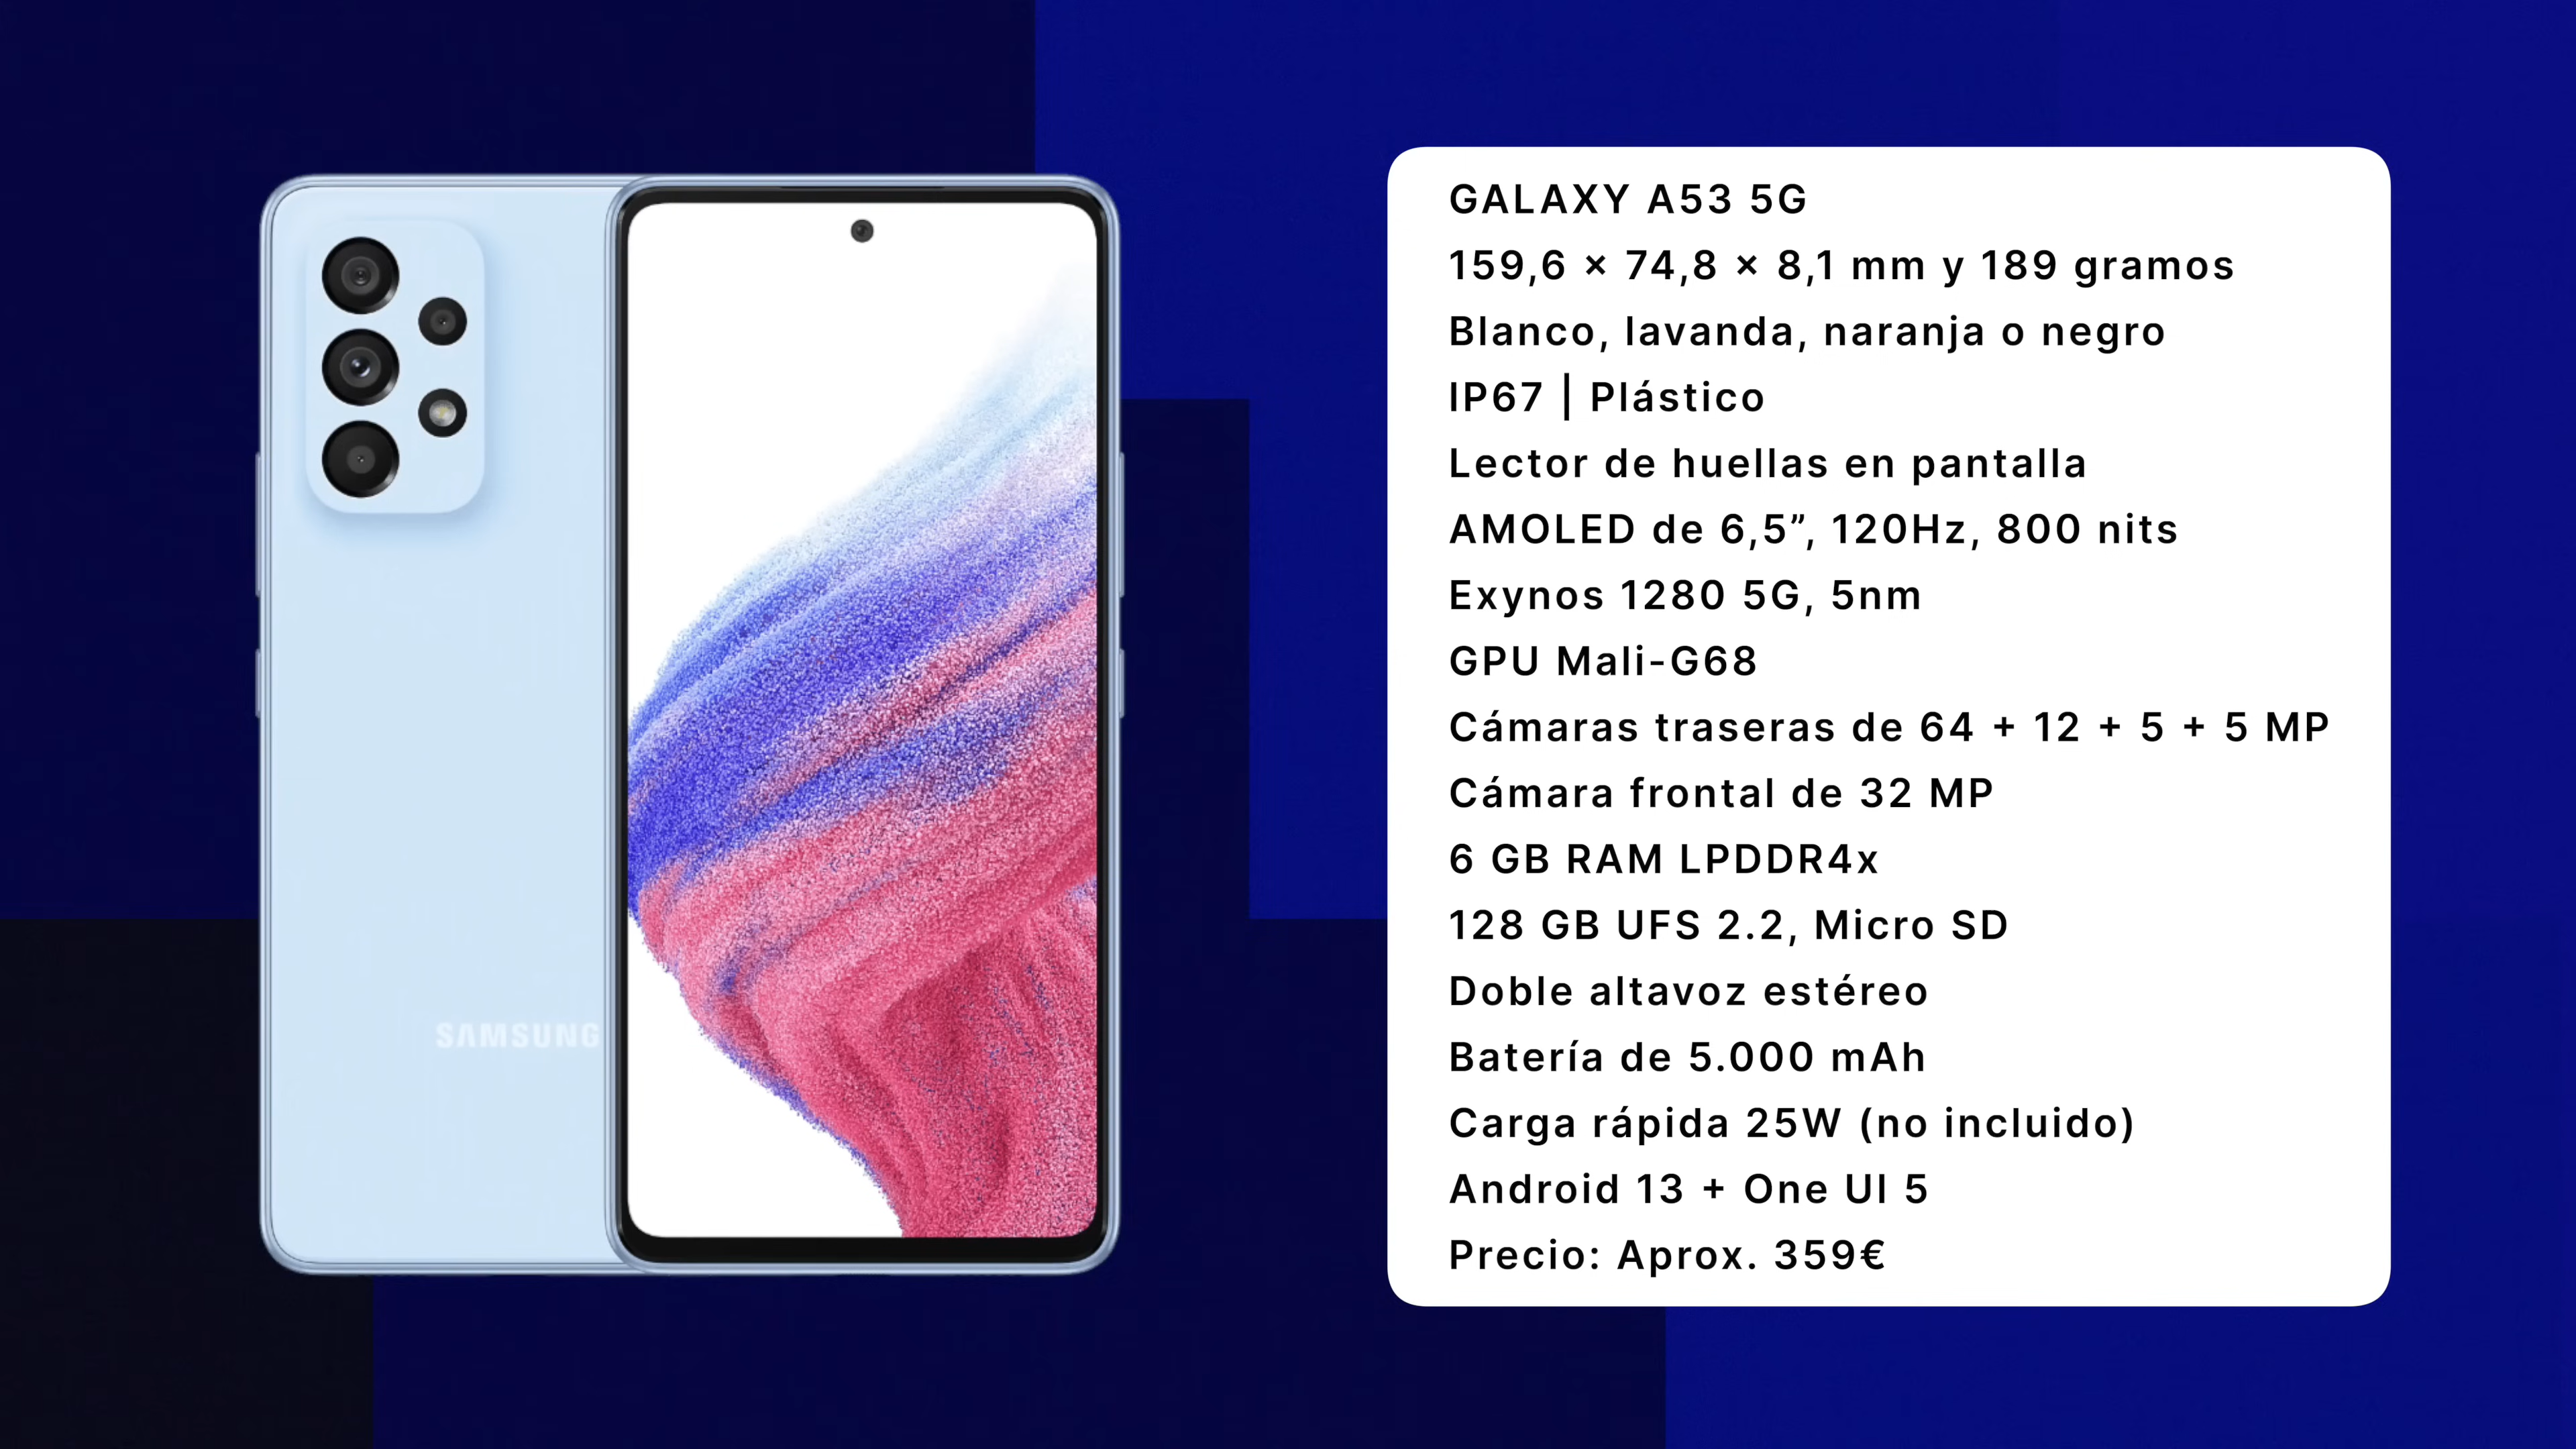 SAMSUNG
GALAXY A53 5G
159,6 × 74,8 × 8,1 mm y 189 gramos
Blanco, lavanda, naranja o negro
IP67 | Plástico
Lector de huellas en pantalla
AMOLED de 6,5”, 120Hz, 800 nits
Exynos 1280 5G, 5nm
GPU Mali-G68
Cámaras traseras de 64 + 12 + 5 + 5 MP
Cámara frontal de 32 MP
6 GB RAM LPDDR4x
128 GB UFS 2.2, Micro SD
Doble altavoz estéreo
Batería de 5.000 mAh
Carga rápida 25W (no incluido)
Android 13 + One UI 5
Precio: Aprox. 359€